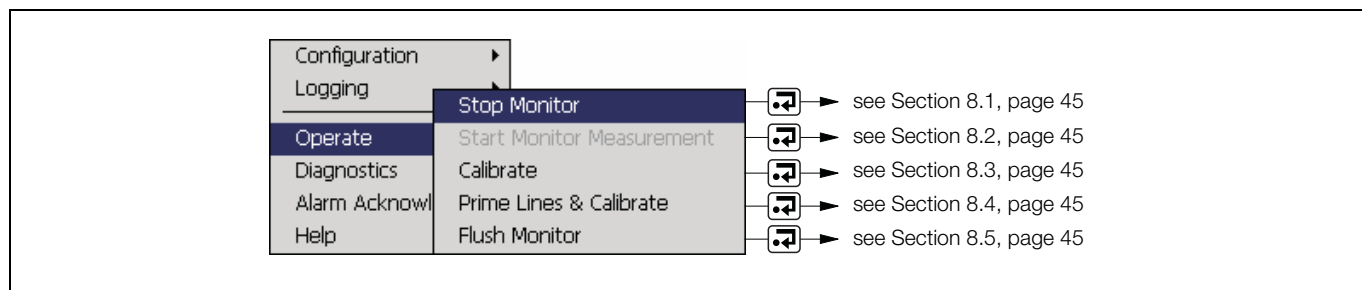 Configuration
Logging
Operate
Diagnostics
Alarm Acknowl
Help
Stop Monitor
Start Monitor Measurement
Calibrate
Prime Lines & Calibrate
Flush Monitor
see Section 8.1, page 45
see Section 8.2, page 45
see Section 8.3, page 45
see Section 8.4, page 45
see Section 8.5, page 45